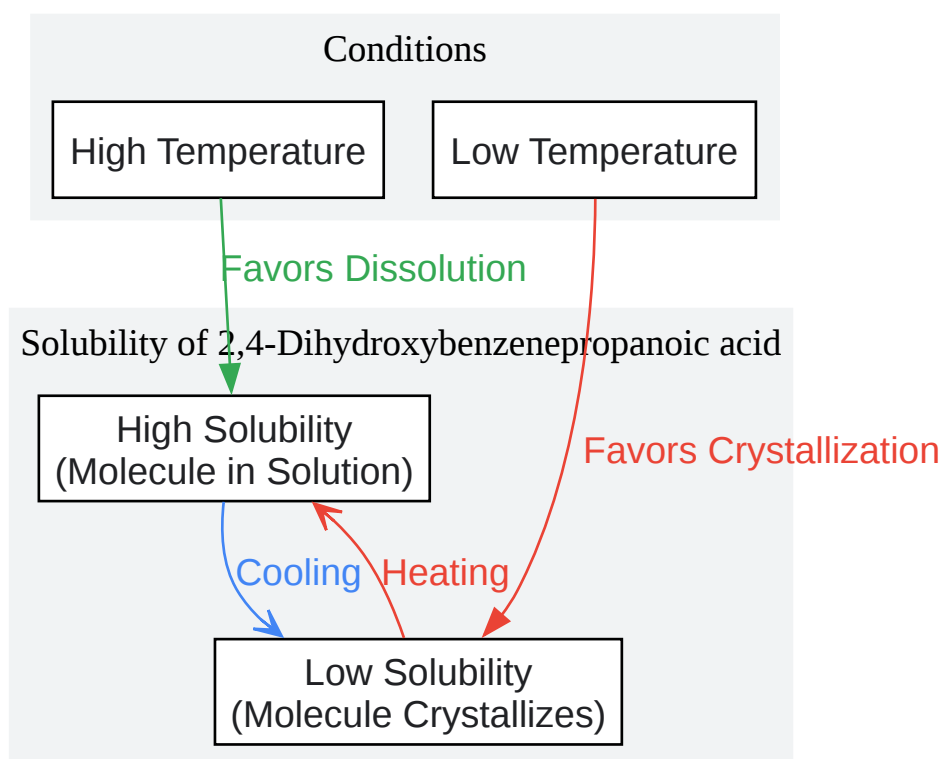 Conditions
High Temperature
Low Temperature
Favors Dissolution
Solubility of 2,4-Dihydroxybenzenepropanoic acid
High Solubility
(Molecule in Solution)
Favors Crystallization
Cooling
Heating
Low Solubility
(Molecule Crystallizes)